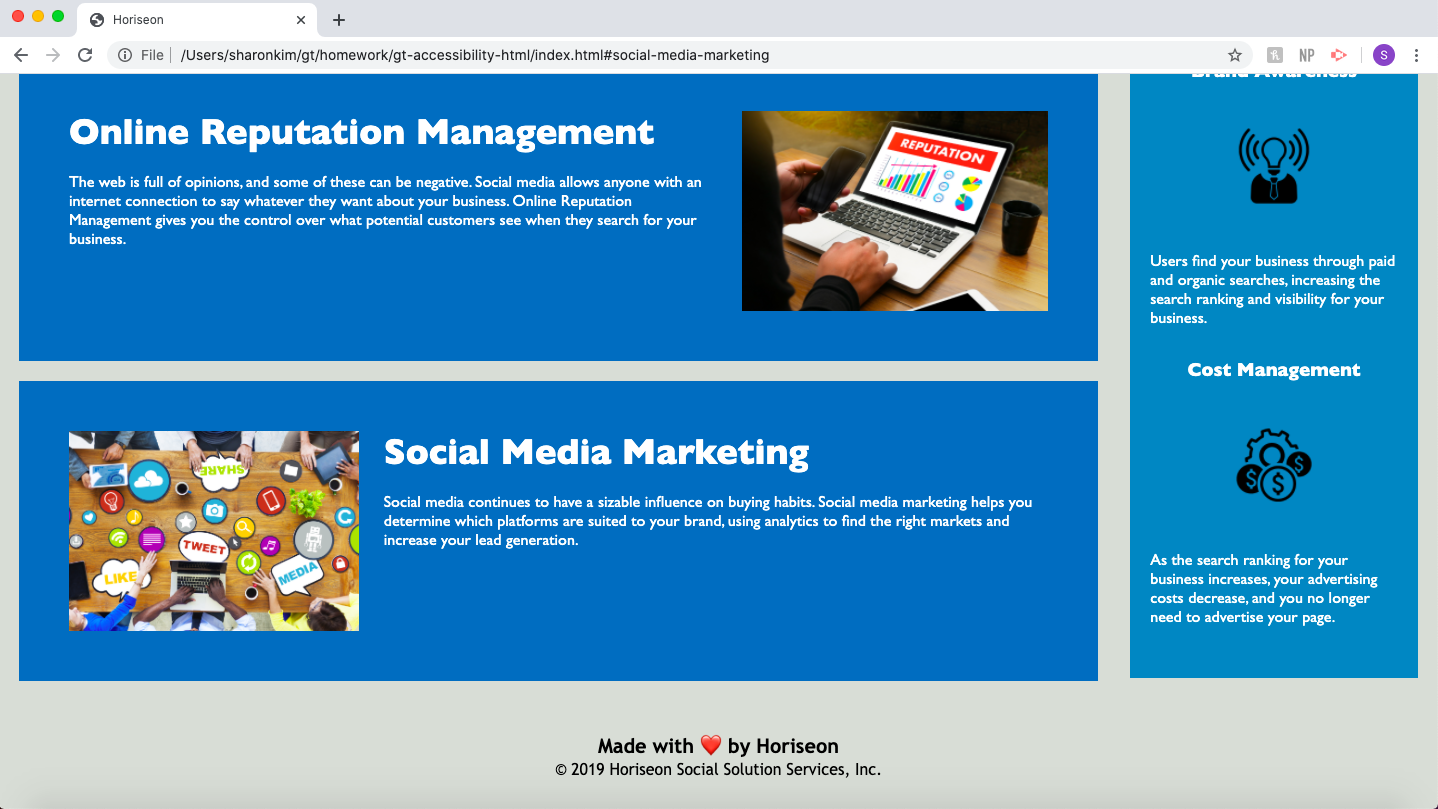 Horiseon
File
/Users/sharonkim/gt/homework/gt-accessibility-html/index.html#social-media-marketing
NP
S
Online Reputation Management
The web is full of opinions, and some of these can be negative. Social media allows anyone with an
internet connection to say whatever they want about your business. Online Reputation
Management gives you the control over what potential customers see when they search for your
business.
REPUTATION
SHARE
TWEET
LIKE
MEDIA
Social Media Marketing
Social media continues to have a sizable influence on buying habits. Social media marketing helps you
determine which platforms are suited to your brand, using analytics to find the right markets and
increase your lead generation.
Brand Awareness
Users find your business through paid
and organic searches, increasing the
search ranking and visibility for your
business.
Cost Management
$ $ $
As the search ranking for your
business increases, your advertising
costs decrease, and you no longer
need to advertise your page.
Made with ❤️ by Horiseon
© 2019 Horiseon Social Solution Services, Inc.